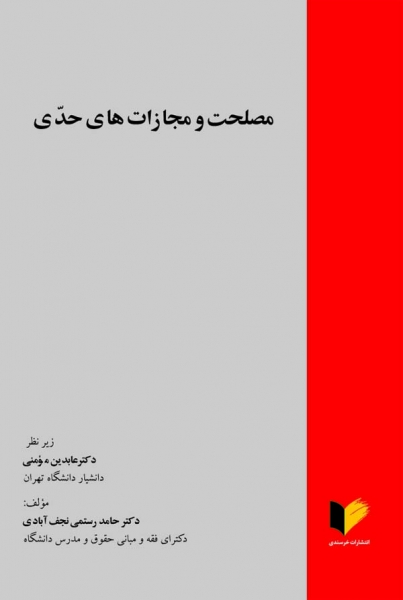 مصلحت و مجازات های حدّی
زیر نظر
دکتر عابدین مؤمنی
دانشیار دانشگاه تهران
مؤلف:
دکتر حامد رستمی نجف آبادی
دکترای فقه و مبانی حقوق و مدرس دانشگاه
انتشارات خرسندی